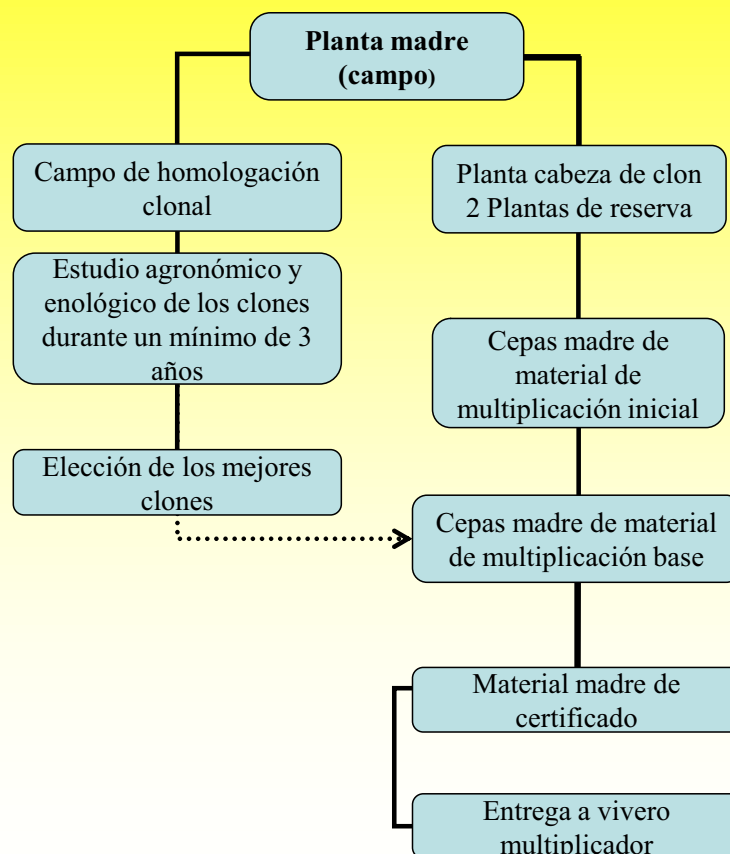 Planta madre
(campo)
Campo de homologación
clonal
Estudio agronómico y
enológico de los clones
durante un mínimo de 3
años
Elección de los mejores
clones
Planta cabeza de clon
2 Plantas de reserva
Cepas madre de
material de
multiplicación inicial
Cepas madre de material
de multiplicación base
Material madre de
certificado
Entrega a vivero
multiplicador